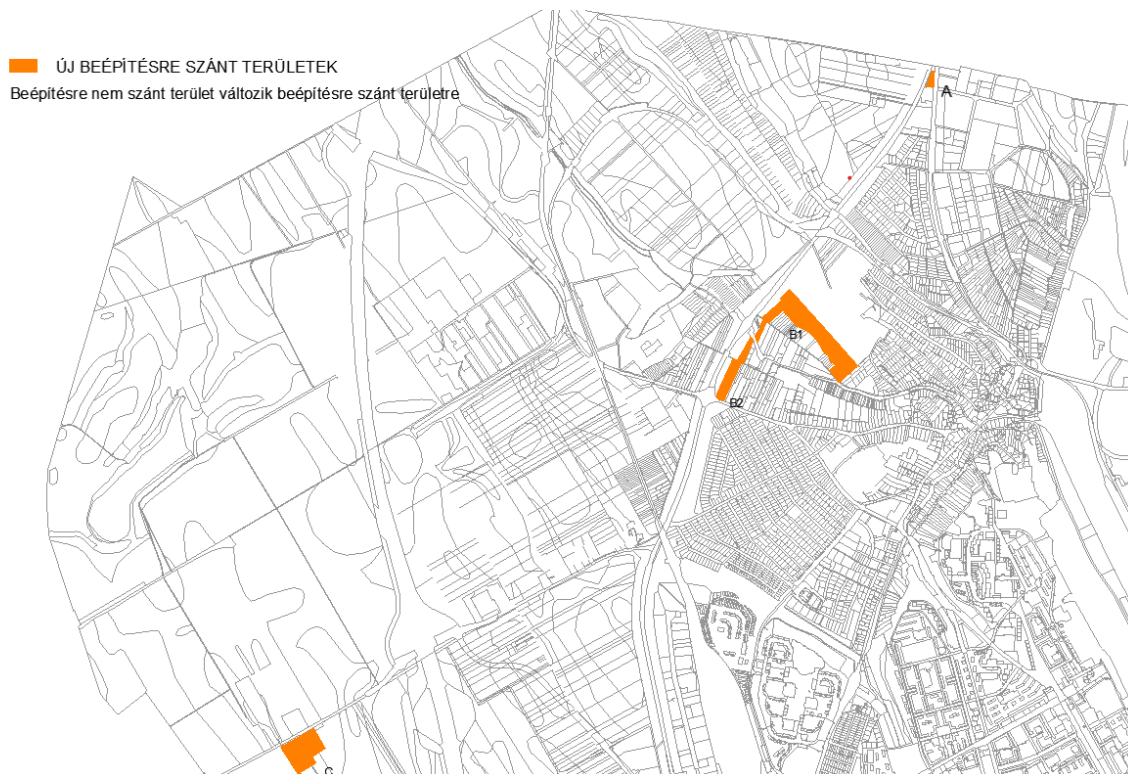 ÚJ BEÉPÍTÉSRE SZÁNT TERÜLETEK
Beépítésre nem szánt terület változik beépítésre szánt területre
A
B1
B2
C